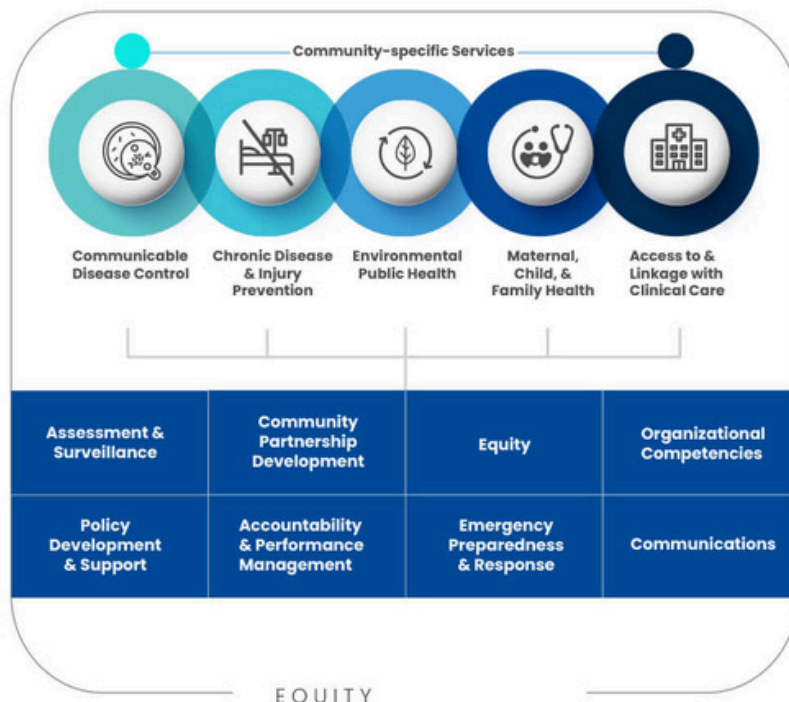 Community-specific Services
Communicable
Disease Control
Chronic Disease
& Injury
Prevention
Environmental
Public Health
Maternal,
Child, &
Family Health
Access to &
Linkage with
Clinical Care
Assessment &
Surveillance
Community
Partnership
Development
Equity
Organizational
Competencies
Policy
Development
& Support
Accountability
& Performance
Management
Emergency
Preparedness
& Response
Communications
EQUITY